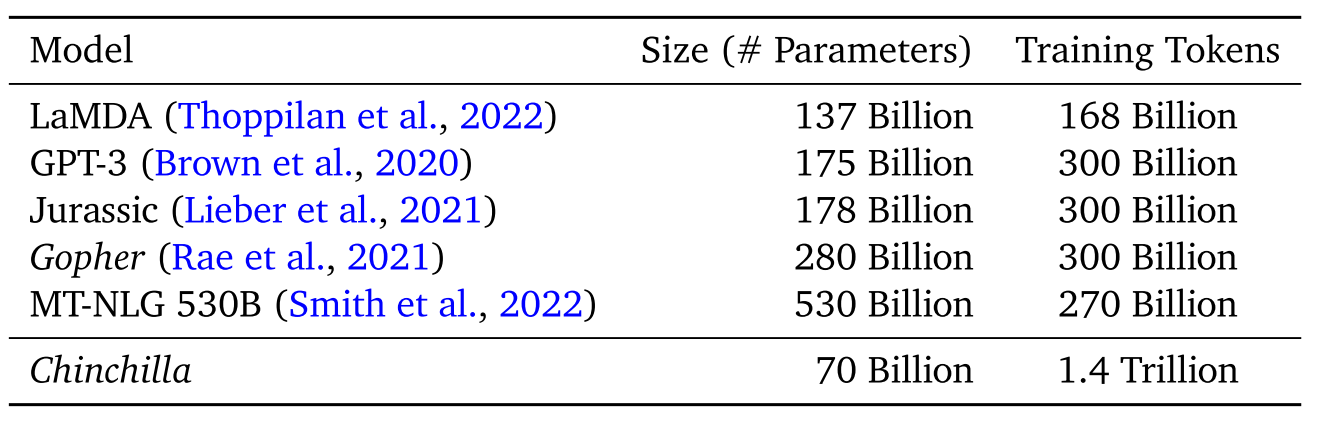 Model Size (# Parameters) Training Tokens
LaMDA (Thoppilan et al., 2022) 137 Billion 168 Billion
GPT-3 (Brown et al., 2020) 175 Billion 300 Billion
Jurassic (Lieber et al., 2021) 178 Billion 300 Billion
Gopher (Rae et al., 2021) 280 Billion 300 Billion
MT-NLG 530B (Smith et al., 2022) 530 Billion 270 Billion
Chinchilla 70 Billion 1.4 Trillion